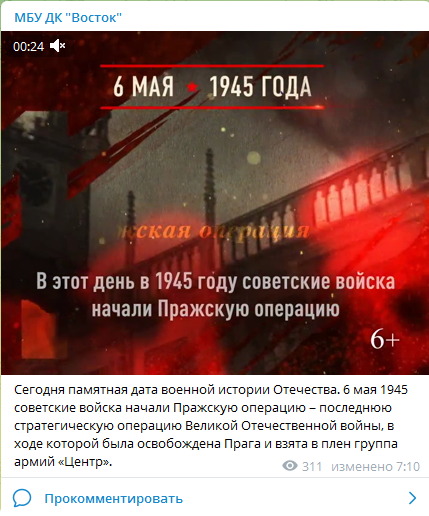 МБУ ДК "Восток"
00:24
6 МАЯ • 1945 ГОДА
жская операция
В этот день в 1945 году советские войска
начали Пражскую операцию
6+
Сегодня памятная дата военной истории Отечества. 6 мая 1945
советские войска начали Пражскую операцию – последнюю
стратегическую операцию Великой Отечественной войны, в
ходе которой была освобождена Прага и взята в плен группа
армий «Центр».
311 изменено 7:10
Прокомментировать